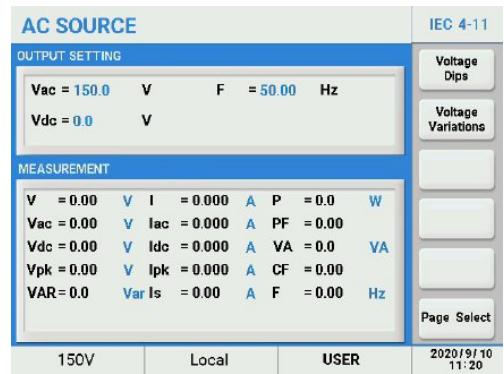 AC SOURCE
IEC 4-11
OUTPUT SETTING
Vac = 150.0 V F = 50.00 Hz
Vdc = 0.0 V
MEASUREMENT
V = 0.00 V I = 0.000 A P = 0.0 W
Vac = 0.00 V Iac = 0.000 A PF = 0.00
Vdc = 0.00 V Idc = 0.000 A VA = 0.0 VA
Vpk = 0.00 V Ipk = 0.000 A CF = 0.00
VAR = 0.0 Var Is = 0.00 A F = 0.00 Hz
Voltage
Dips
Voltage
Variations
Page Select
150V Local USER
2020/9/10
11:20